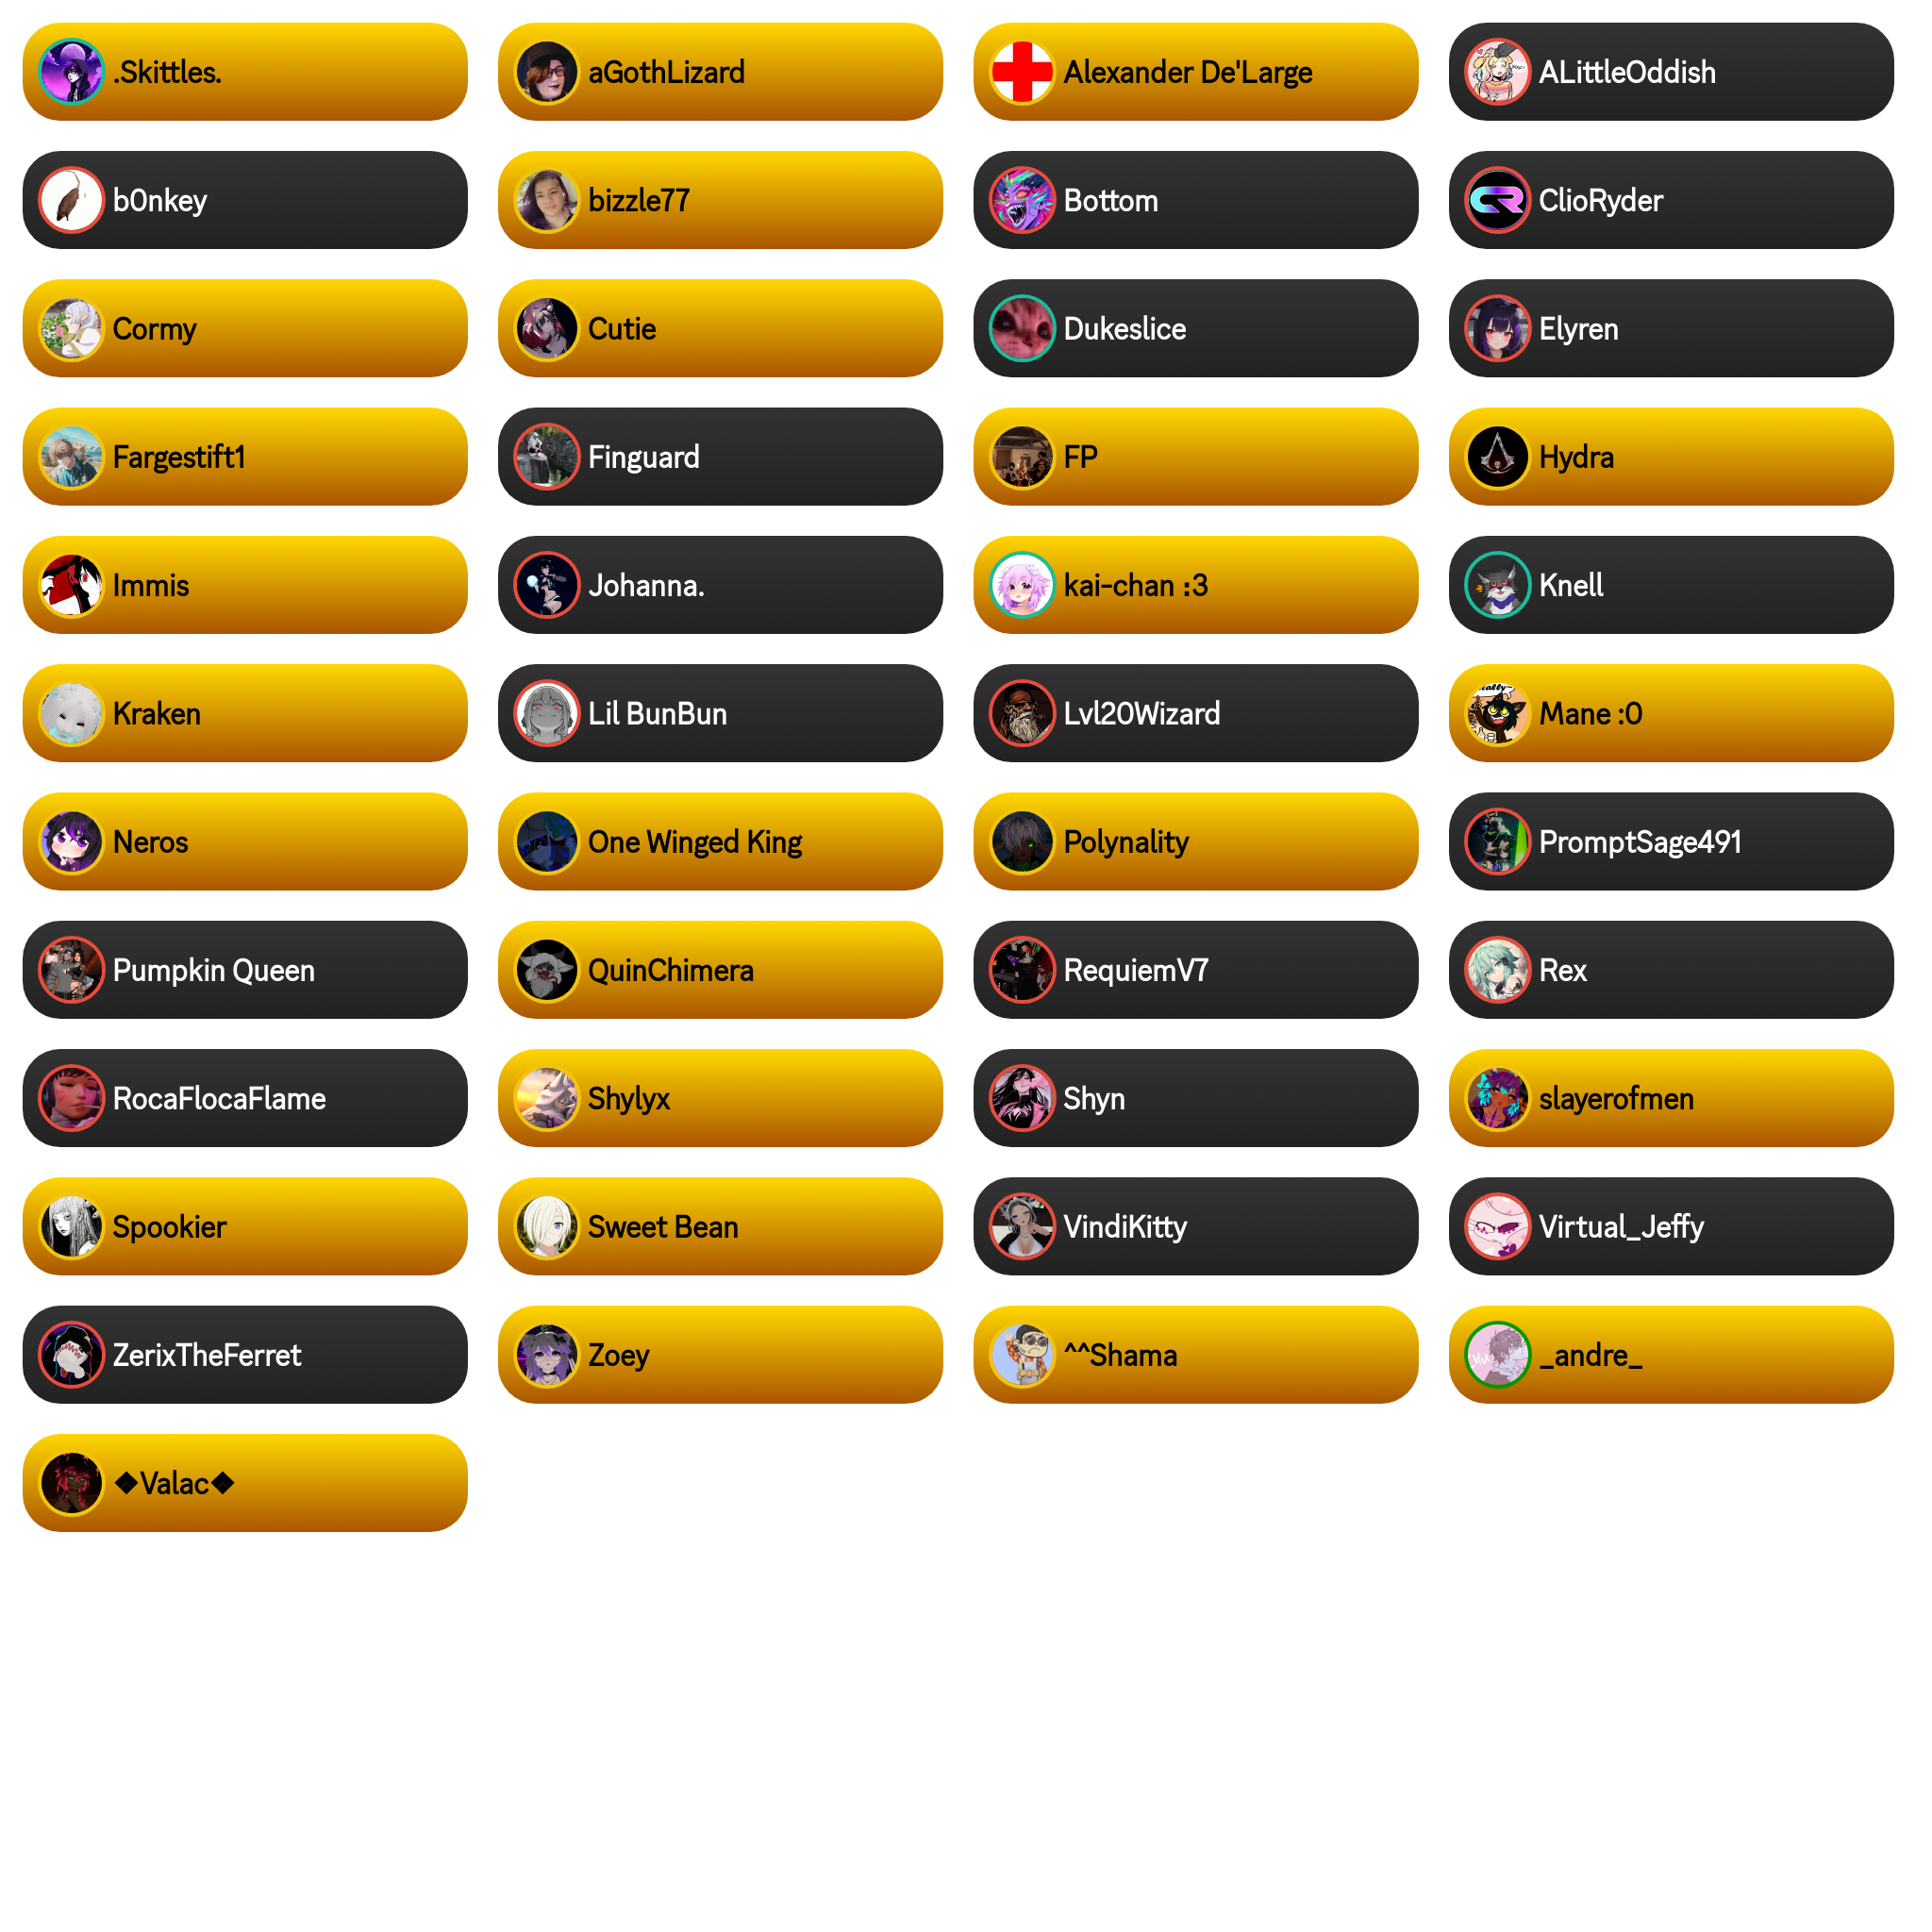 .Skittles.
aGothLizard
Alexander De'Large
ALittleOddish
b0nkey
bizzle77
Bottom
ClioRyder
Cormy
Cutie
Dukeslice
Elyren
Fargestift1
Finguard
FP
Hydra
Immis
Johanna.
kai-chan :3
Knell
Kraken
Lil BunBun
Lvl20Wizard
Mane :0
Neros
One Winged King
Polynality
PromptSage491
Pumpkin Queen
QuinChimera
RequiemV7
Rex
RocaFlocaFlame
Shylyx
Shyn
slayerofmen
Spookier
Sweet Bean
VindiKitty
Virtual_Jeffy
ZerixTheFerret
Zoey
^^Shama
_andre_
❖Valac❖